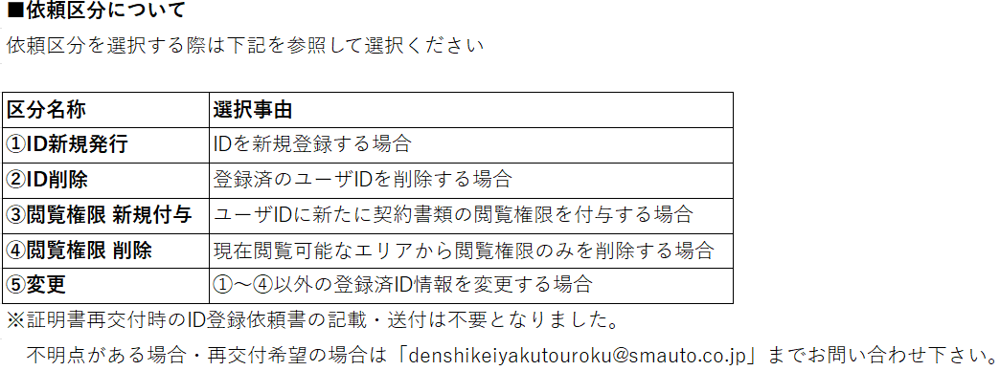 ■依頼区分について
依頼区分を選択する際は下記を参照して選択ください
区分名称 選択事由
①ID新規発行 IDを新規登録する場合
②ID削除 登録済のユーザIDを削除する場合
③閲覧権限 新規付与 ユーザIDに新たに契約書類の閲覧権限を付与する場合
④閲覧権限 削除 現在閲覧可能なエリアから閲覧権限のみを削除する場合
⑤変更 ①～④以外の登録済ID情報を変更する場合
※証明書再交付時のID登録依頼書の記載・送付は不要となりました。
不明点がある場合・再交付希望の場合は「denshikeiyakutouroku@smauto.co.jp」までお問い合わせ下さい。